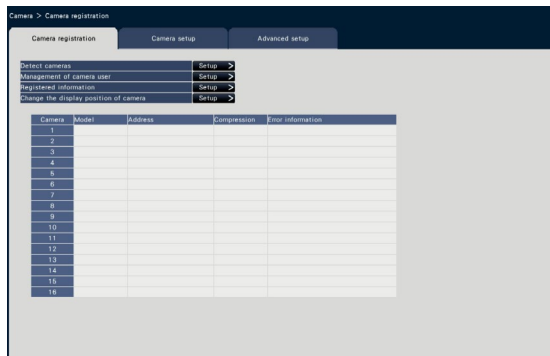 Camera > Camera registration
Camera registration Camera setup Advanced setup
Detect cameras Setup >
Management of camera user Setup >
Registered information Setup >
Change the display position of camera Setup >
Camera Model Address Compression Error information
1
2
3
4
5
6
7
8
9
10
11
12
13
14
15
16